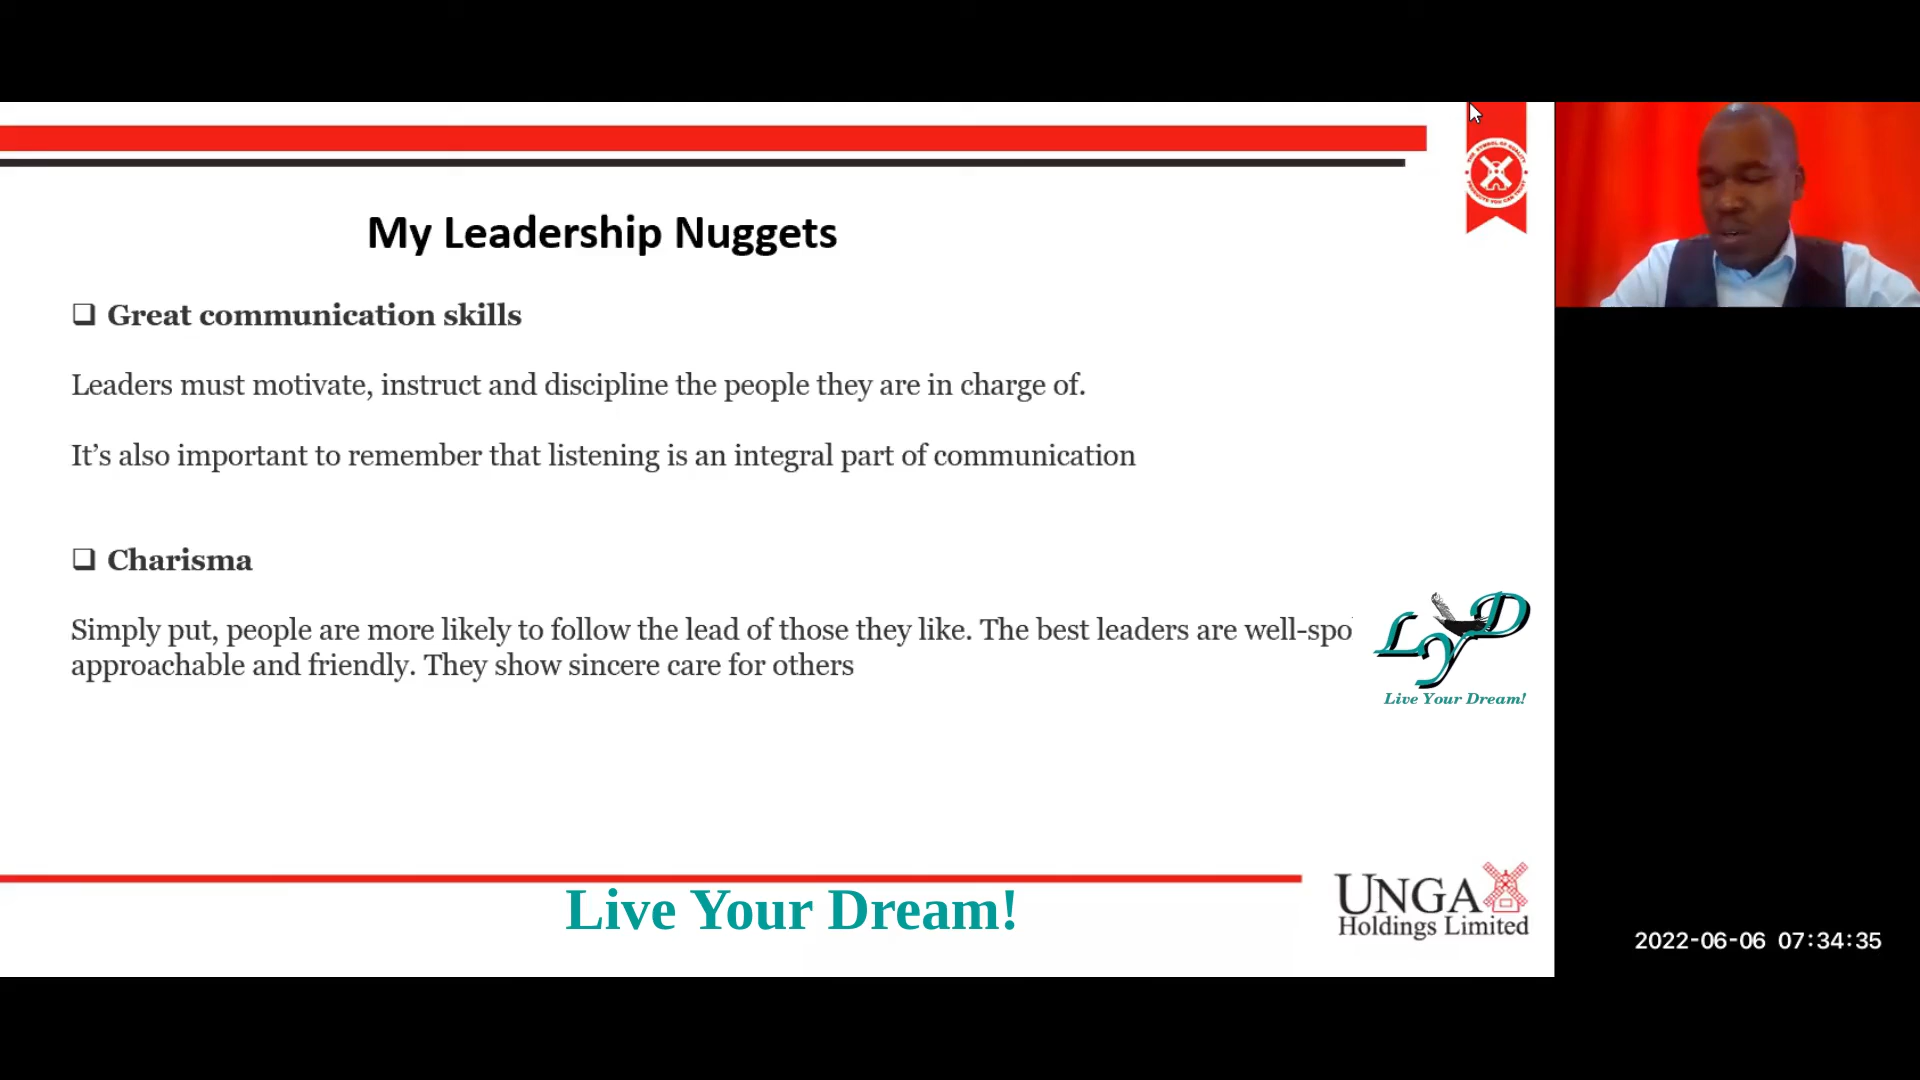 My Leadership Nuggets
Great communication skills
Leaders must motivate, instruct and discipline the people they are in charge of.
It’s also important to remember that listening is an integral part of communication
Charisma
Simply put, people are more likely to follow the lead of those they like. The best leaders are well-spo
approachable and friendly. They show sincere care for others
LYD
Live Your Dream!
Live Your Dream!
UNGA
Holdings Limited
2022-06-06 07:34:35